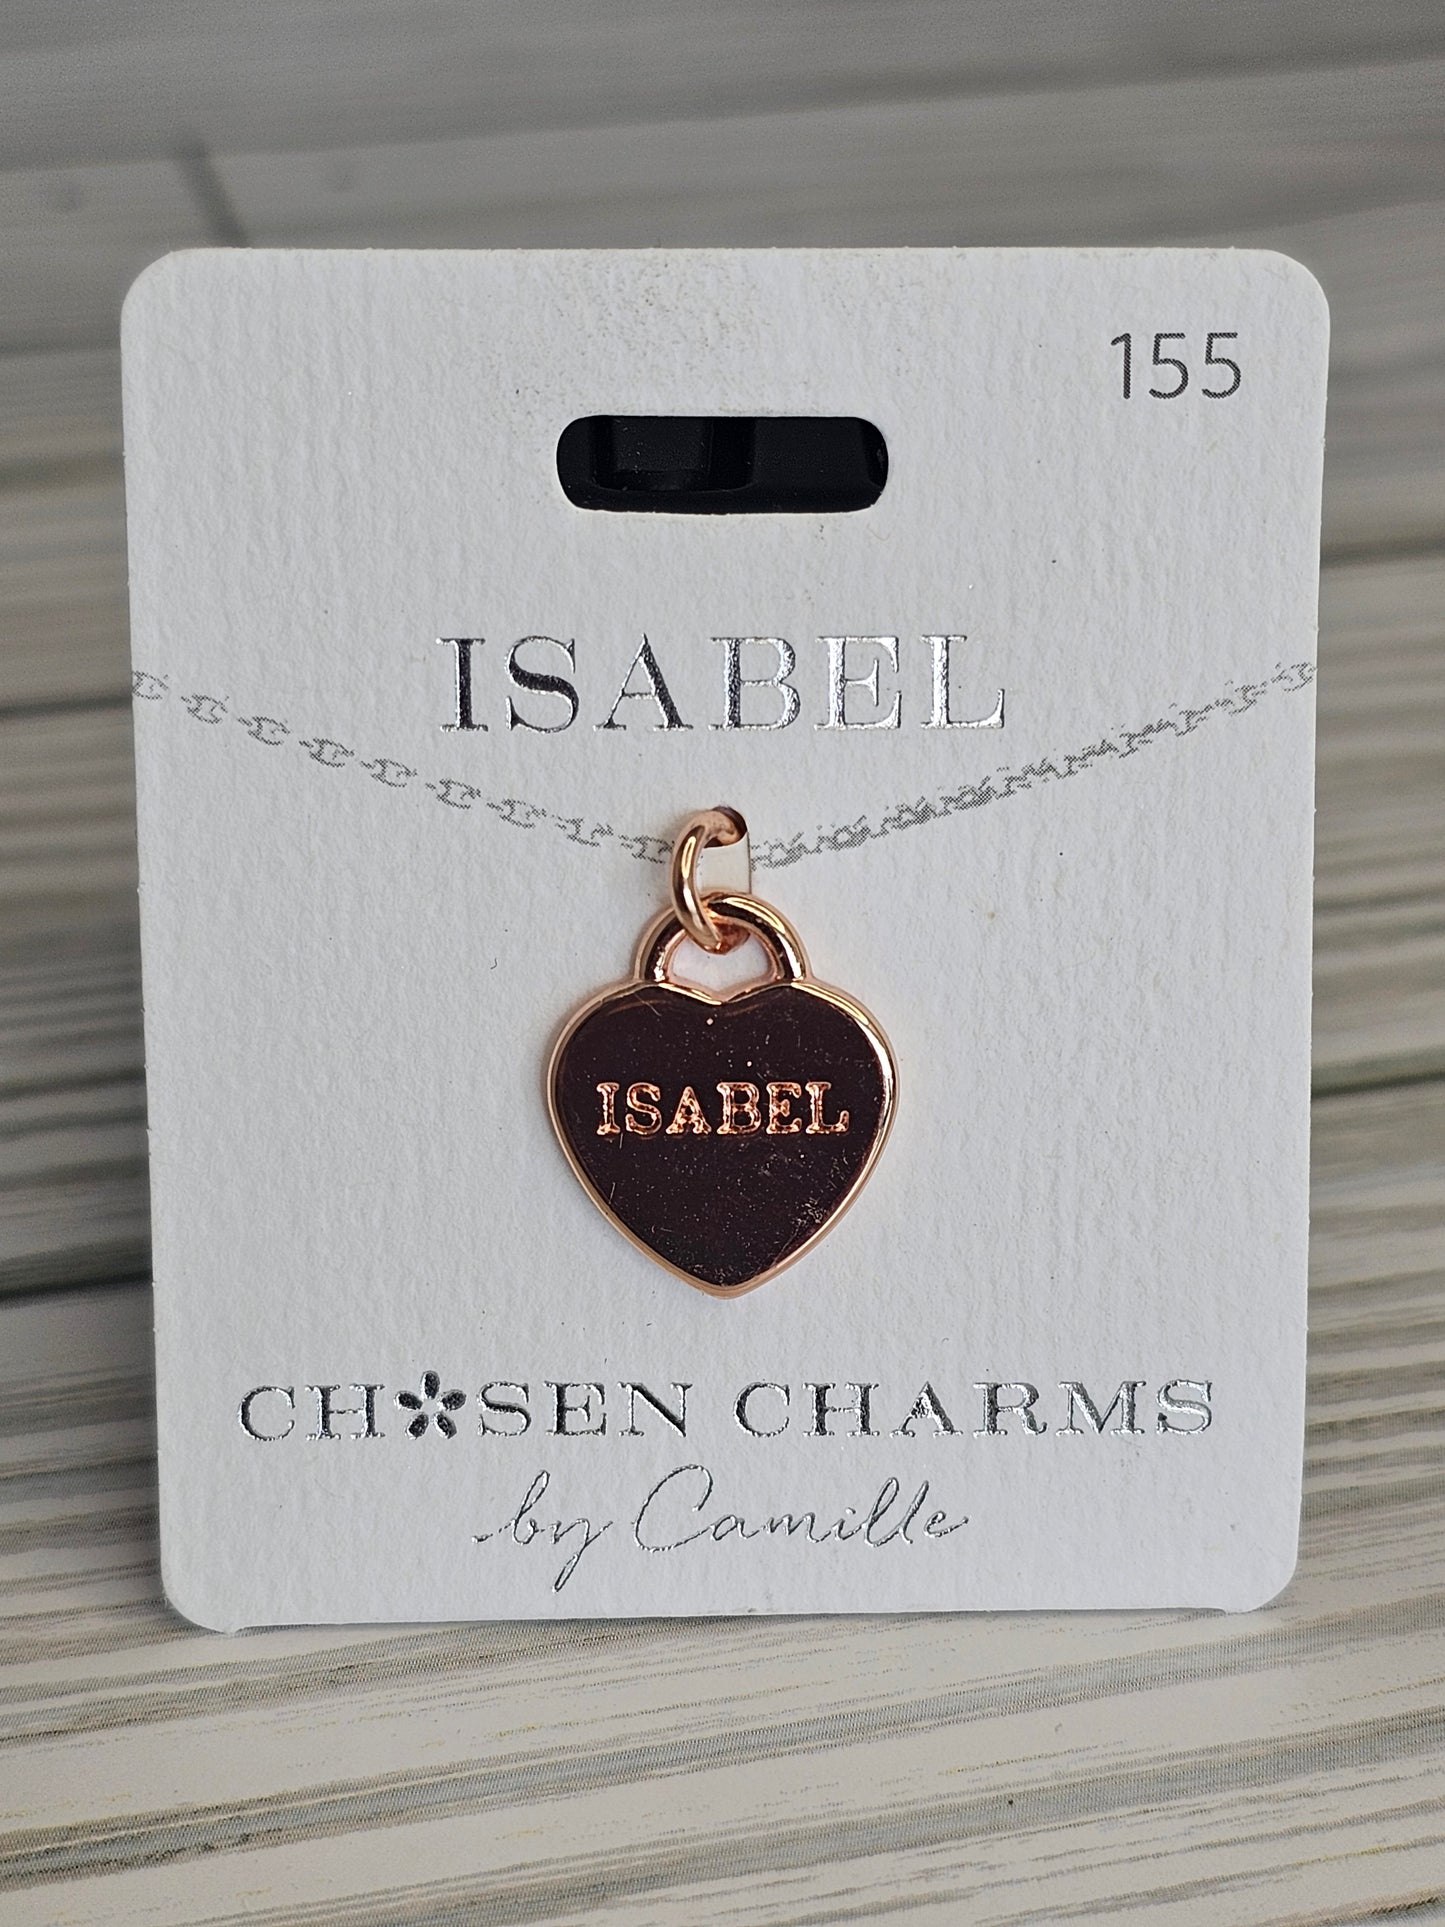 155
ISABEL
ISABEL
CHOSEN CHARMS
by Camille